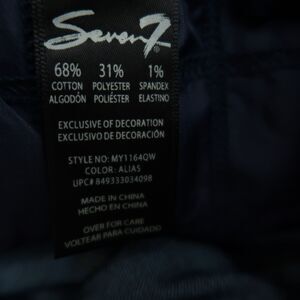 Seven7
68% 31% 1%
COTTON POLYESTER SPANDEX
ALGODÓN POLIÉSTER ELASTINO
EXCLUSIVE OF DECORATION
EXCLUSIVO DE DECORACIÓN
STYLE NO: MY1164QW
COLOR: ALIAS
UPC# 849333034098
MADE IN CHINA
HECHO EN CHINA
OVER FOR CARE
VOLTEAR PARA CUIDADO